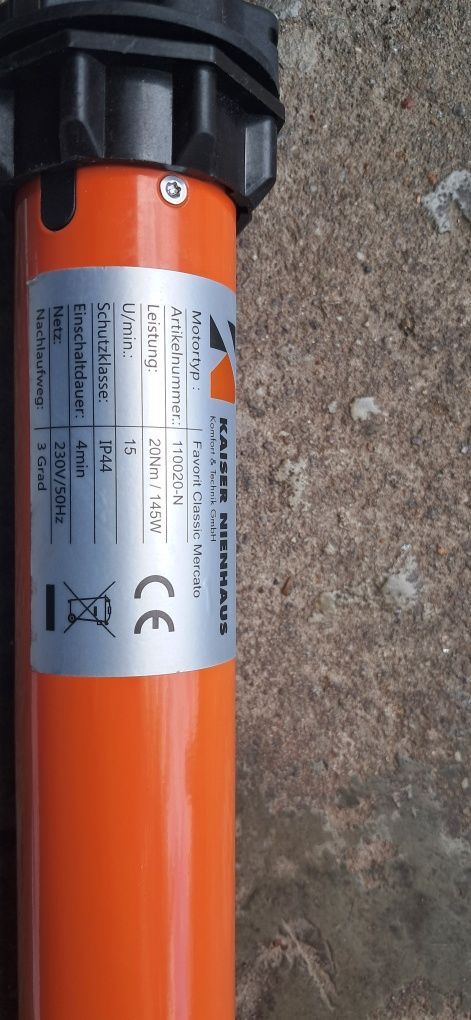 KAISER NIENHAUS
Komfort & Technik GmbH
Motortyp : Favorit Classic Mercato
Artikelnummer.: 110020-N
Leistung: 20Nm / 145W
U/min.: 15
Schutzklasse: IP44
Einschaltdauer: 4min
Netz: 230V/50Hz
Nachlaufweg: 3 Grad
CE